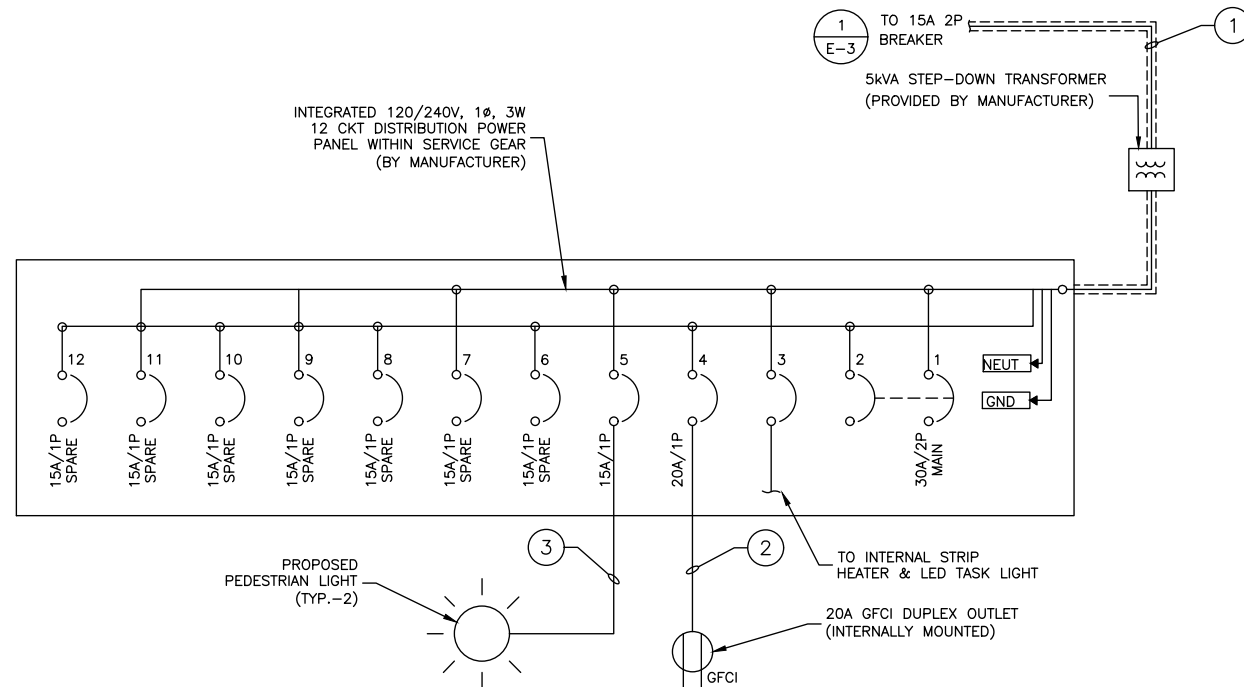 1
E-3
TO 15A 2P
BREAKER
1
5kVA STEP-DOWN TRANSFORMER
(PROVIDED BY MANUFACTURER)
INTEGRATED 120/240V, 1ø, 3W
12 CKT DISTRIBUTION POWER
PANEL WITHIN SERVICE GEAR
(BY MANUFACTURER)
12
11
10
9
8
7
6
5
4
3
2
1
NEUT
GND
15A/1P
SPARE
15A/1P
SPARE
15A/1P
SPARE
15A/1P
SPARE
15A/1P
SPARE
15A/1P
SPARE
15A/1P
SPARE
15A/1P
20A/1P
30A/2P
MAIN
3
2
PROPOSED
PEDESTRIAN LIGHT
(TYP.-2)
TO INTERNAL STRIP
HEATER & LED TASK LIGHT
20A GFCI DUPLEX OUTLET
(INTERNALLY MOUNTED)
GFCI